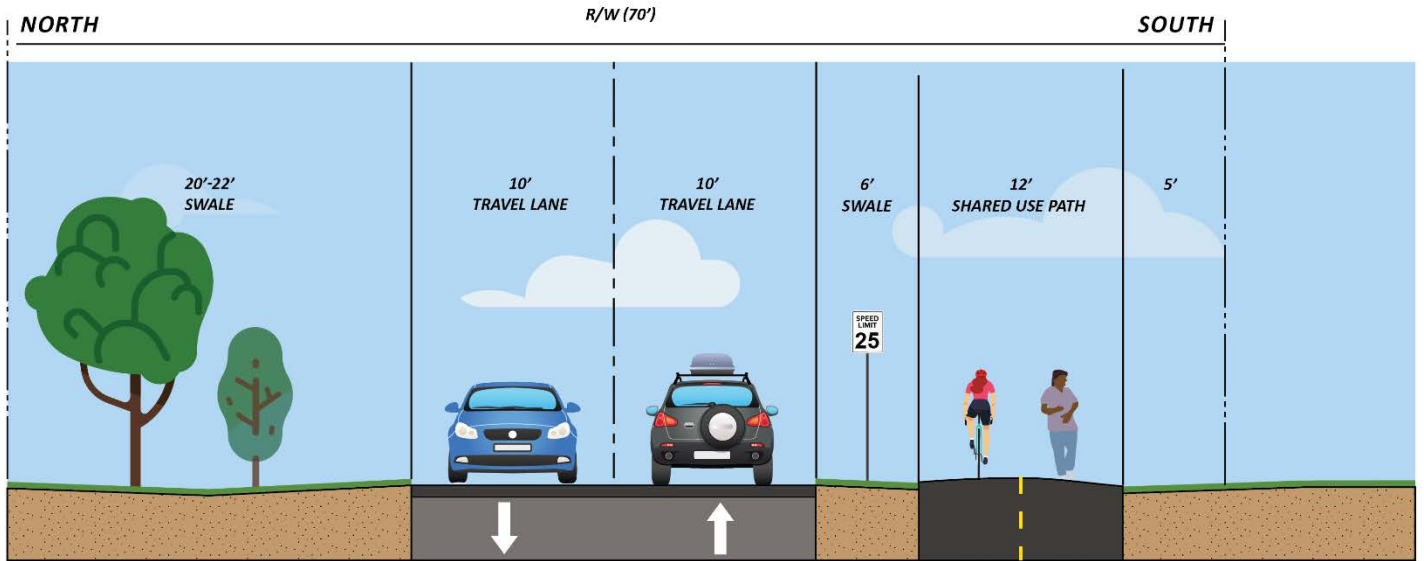 R/W (70’)
NORTH
SOUTH
20’-22’
SWALE
10’
TRAVEL LANE
10’
TRAVEL LANE
6’
SWALE
12’
SHARED USE PATH
5’
SPEED
LIMIT
25